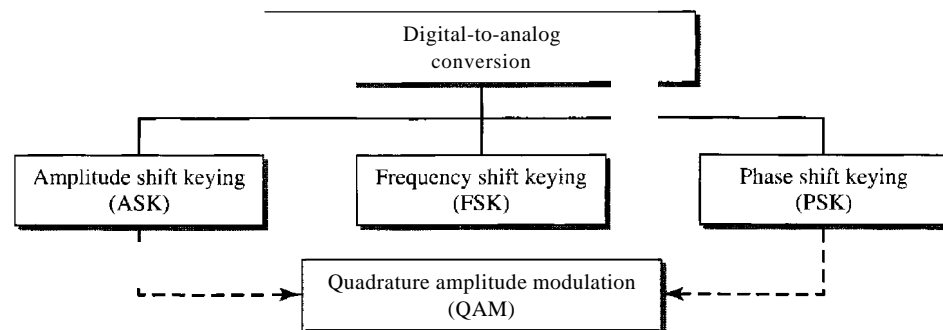 Digital-to-analog
conversion
Amplitude shift keying
(ASK)
Frequency shift keying
(FSK)
Phase shift keying
(PSK)
Quadrature amplitude modulation
(QAM)